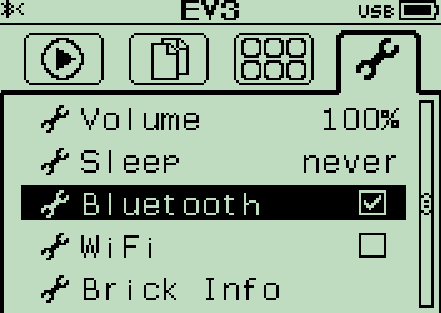 EV3 USB
Volume 100%
Sleep never
Bluetooth
WiFi
Brick Info